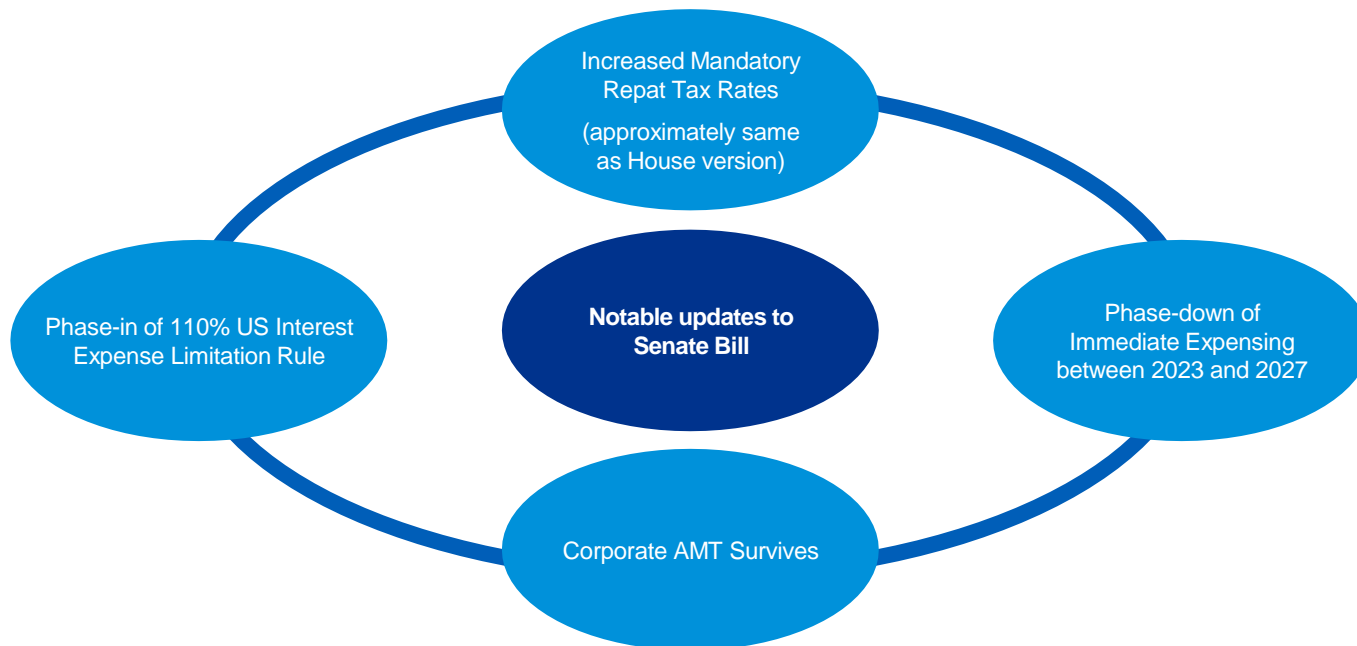 Increased Mandatory
Repat Tax Rates
(approximately same
as House version)
Phase-in of 110% US Interest
Expense Limitation Rule
Notable updates to
Senate Bill
Phase-down of
Immediate Expensing
between 2023 and 2027
Corporate AMT Survives